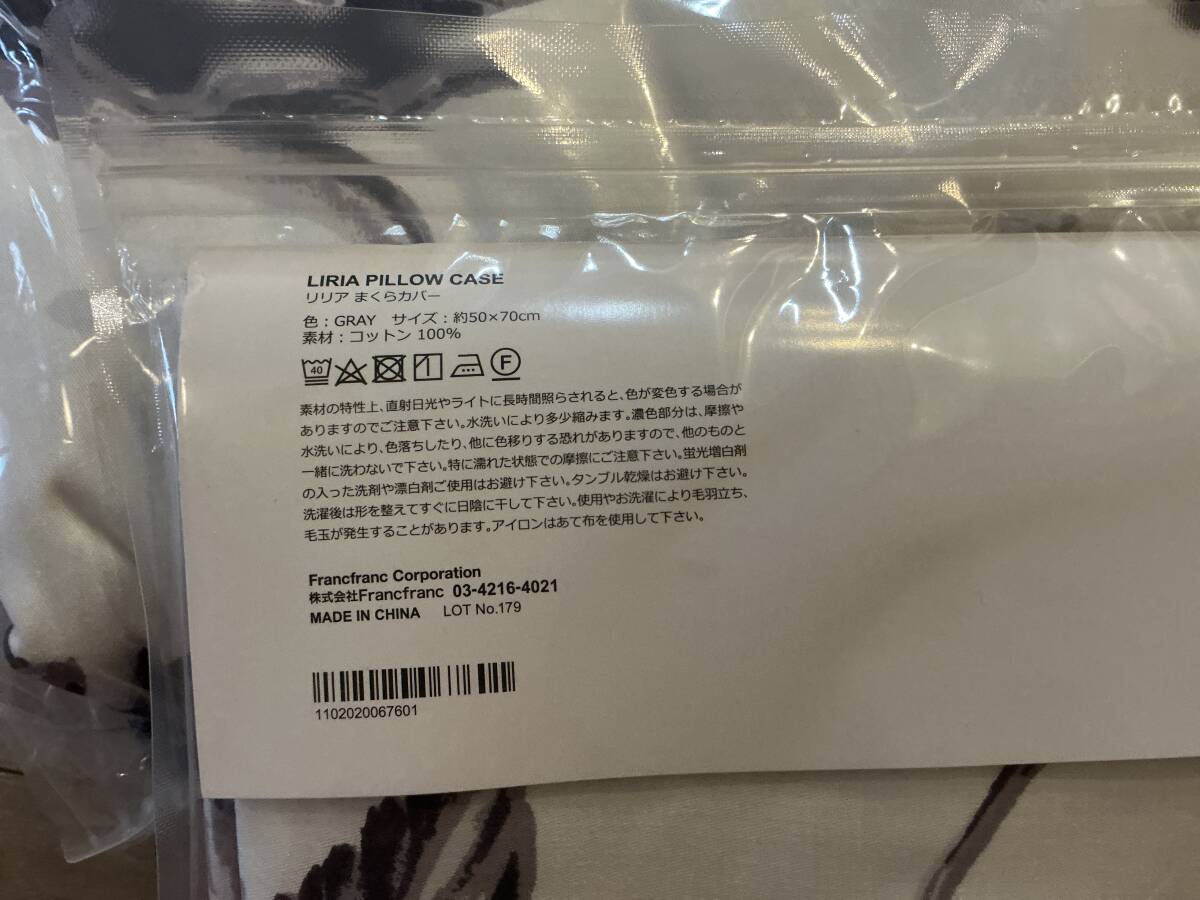 LIRIA PILLOW CASE
リリア まくらカバー
色：GRAY　サイズ：約50×70cm
素材：コットン 100%
40 F
素材の特性上、直射日光やライトに長時間照らされると、色が変色する場合が
ありますのでご注意下さい。水洗いにより多少縮みます。濃色部分は、摩擦や
水洗いにより、色落ちしたり、他に色移りする恐れがありますので、他のものと
一緒に洗わないで下さい。特に濡れた状態での摩擦にご注意下さい。蛍光増白剤
の入った洗剤や漂白剤ご使用はお避け下さい。タンブル乾燥はお避け下さい。
洗濯後は形を整えてすぐに日陰に干して下さい。使用やお洗濯により毛羽立ち、
毛玉が発生することがあります。アイロンはあて布を使用して下さい。
Francfranc Corporation
株式会社Francfranc 03-4216-4021
MADE IN CHINA LOT No.179
1102020067601